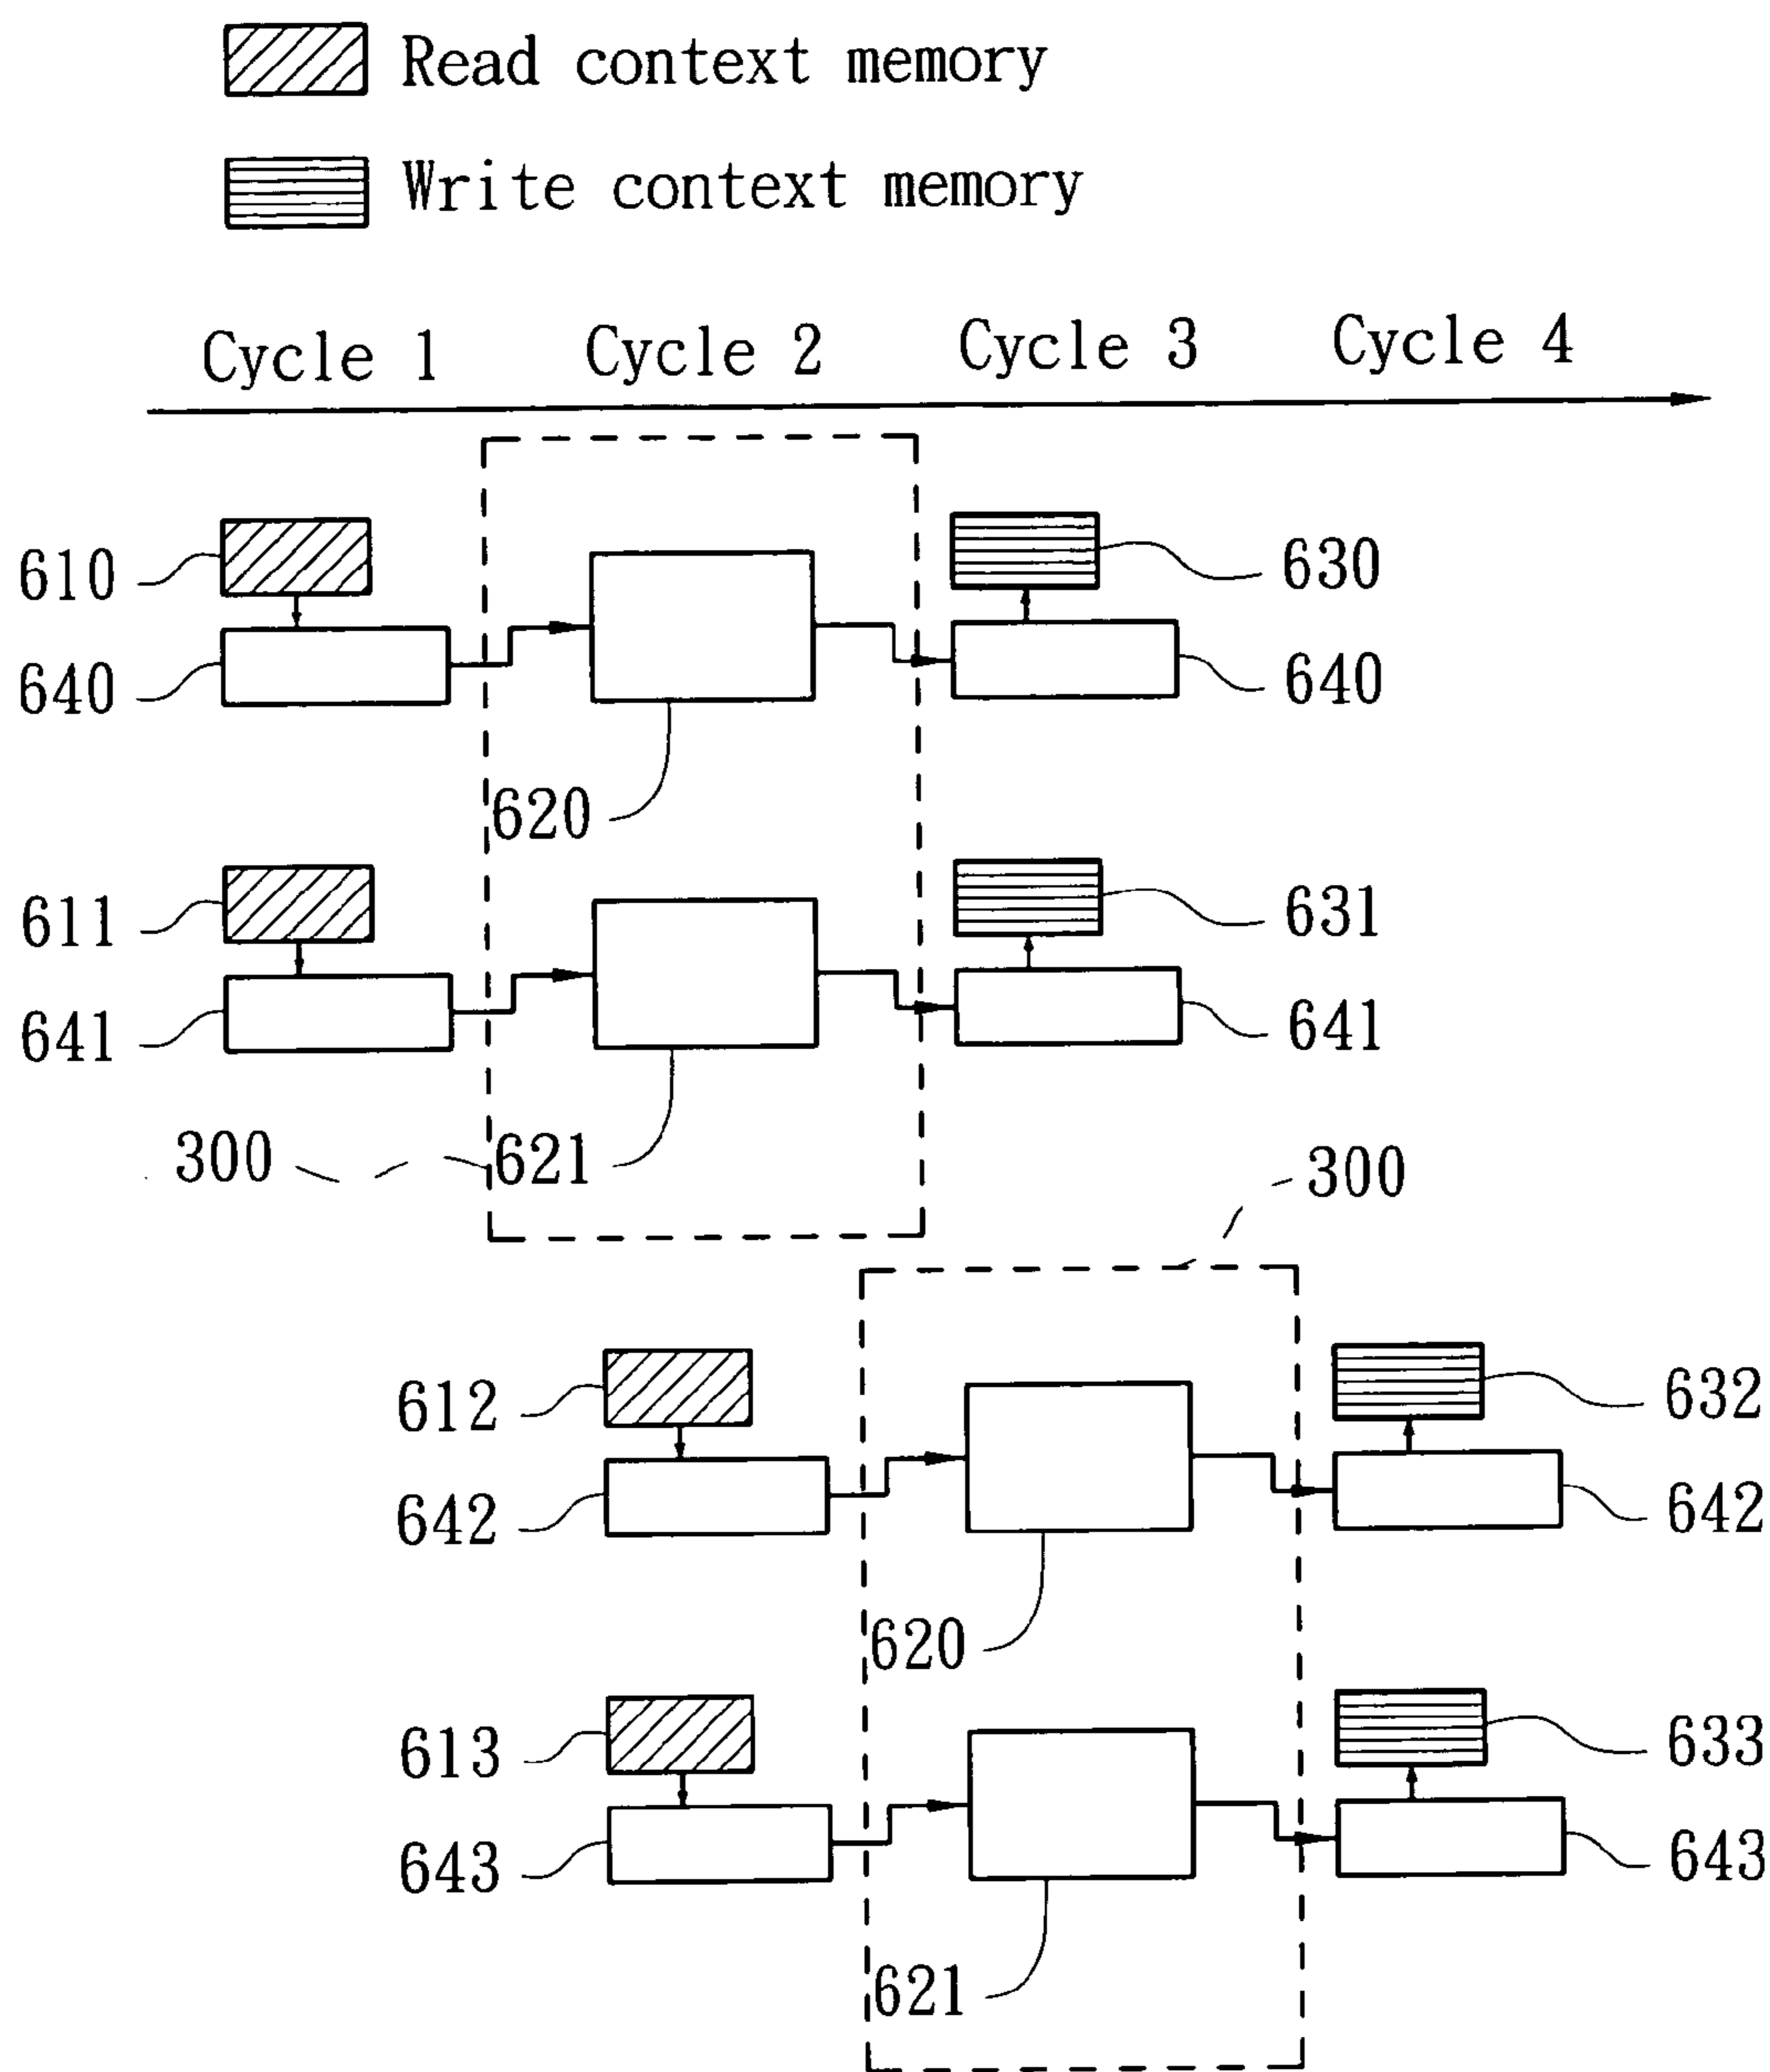 Read context memory
Write context memory
Cycle 1 Cycle 2 Cycle 3 Cycle 4
610 630
640 640
620
611 631
641 641
300 621 300
612 632
642 642
620
613 633
643 643
621